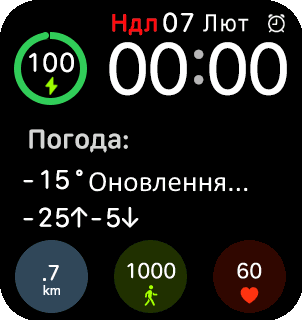 Ндл 07 Лют
100
00:00
Погода:
-15° Оновлення...
-25↑-5↓
.7 1000 60
km